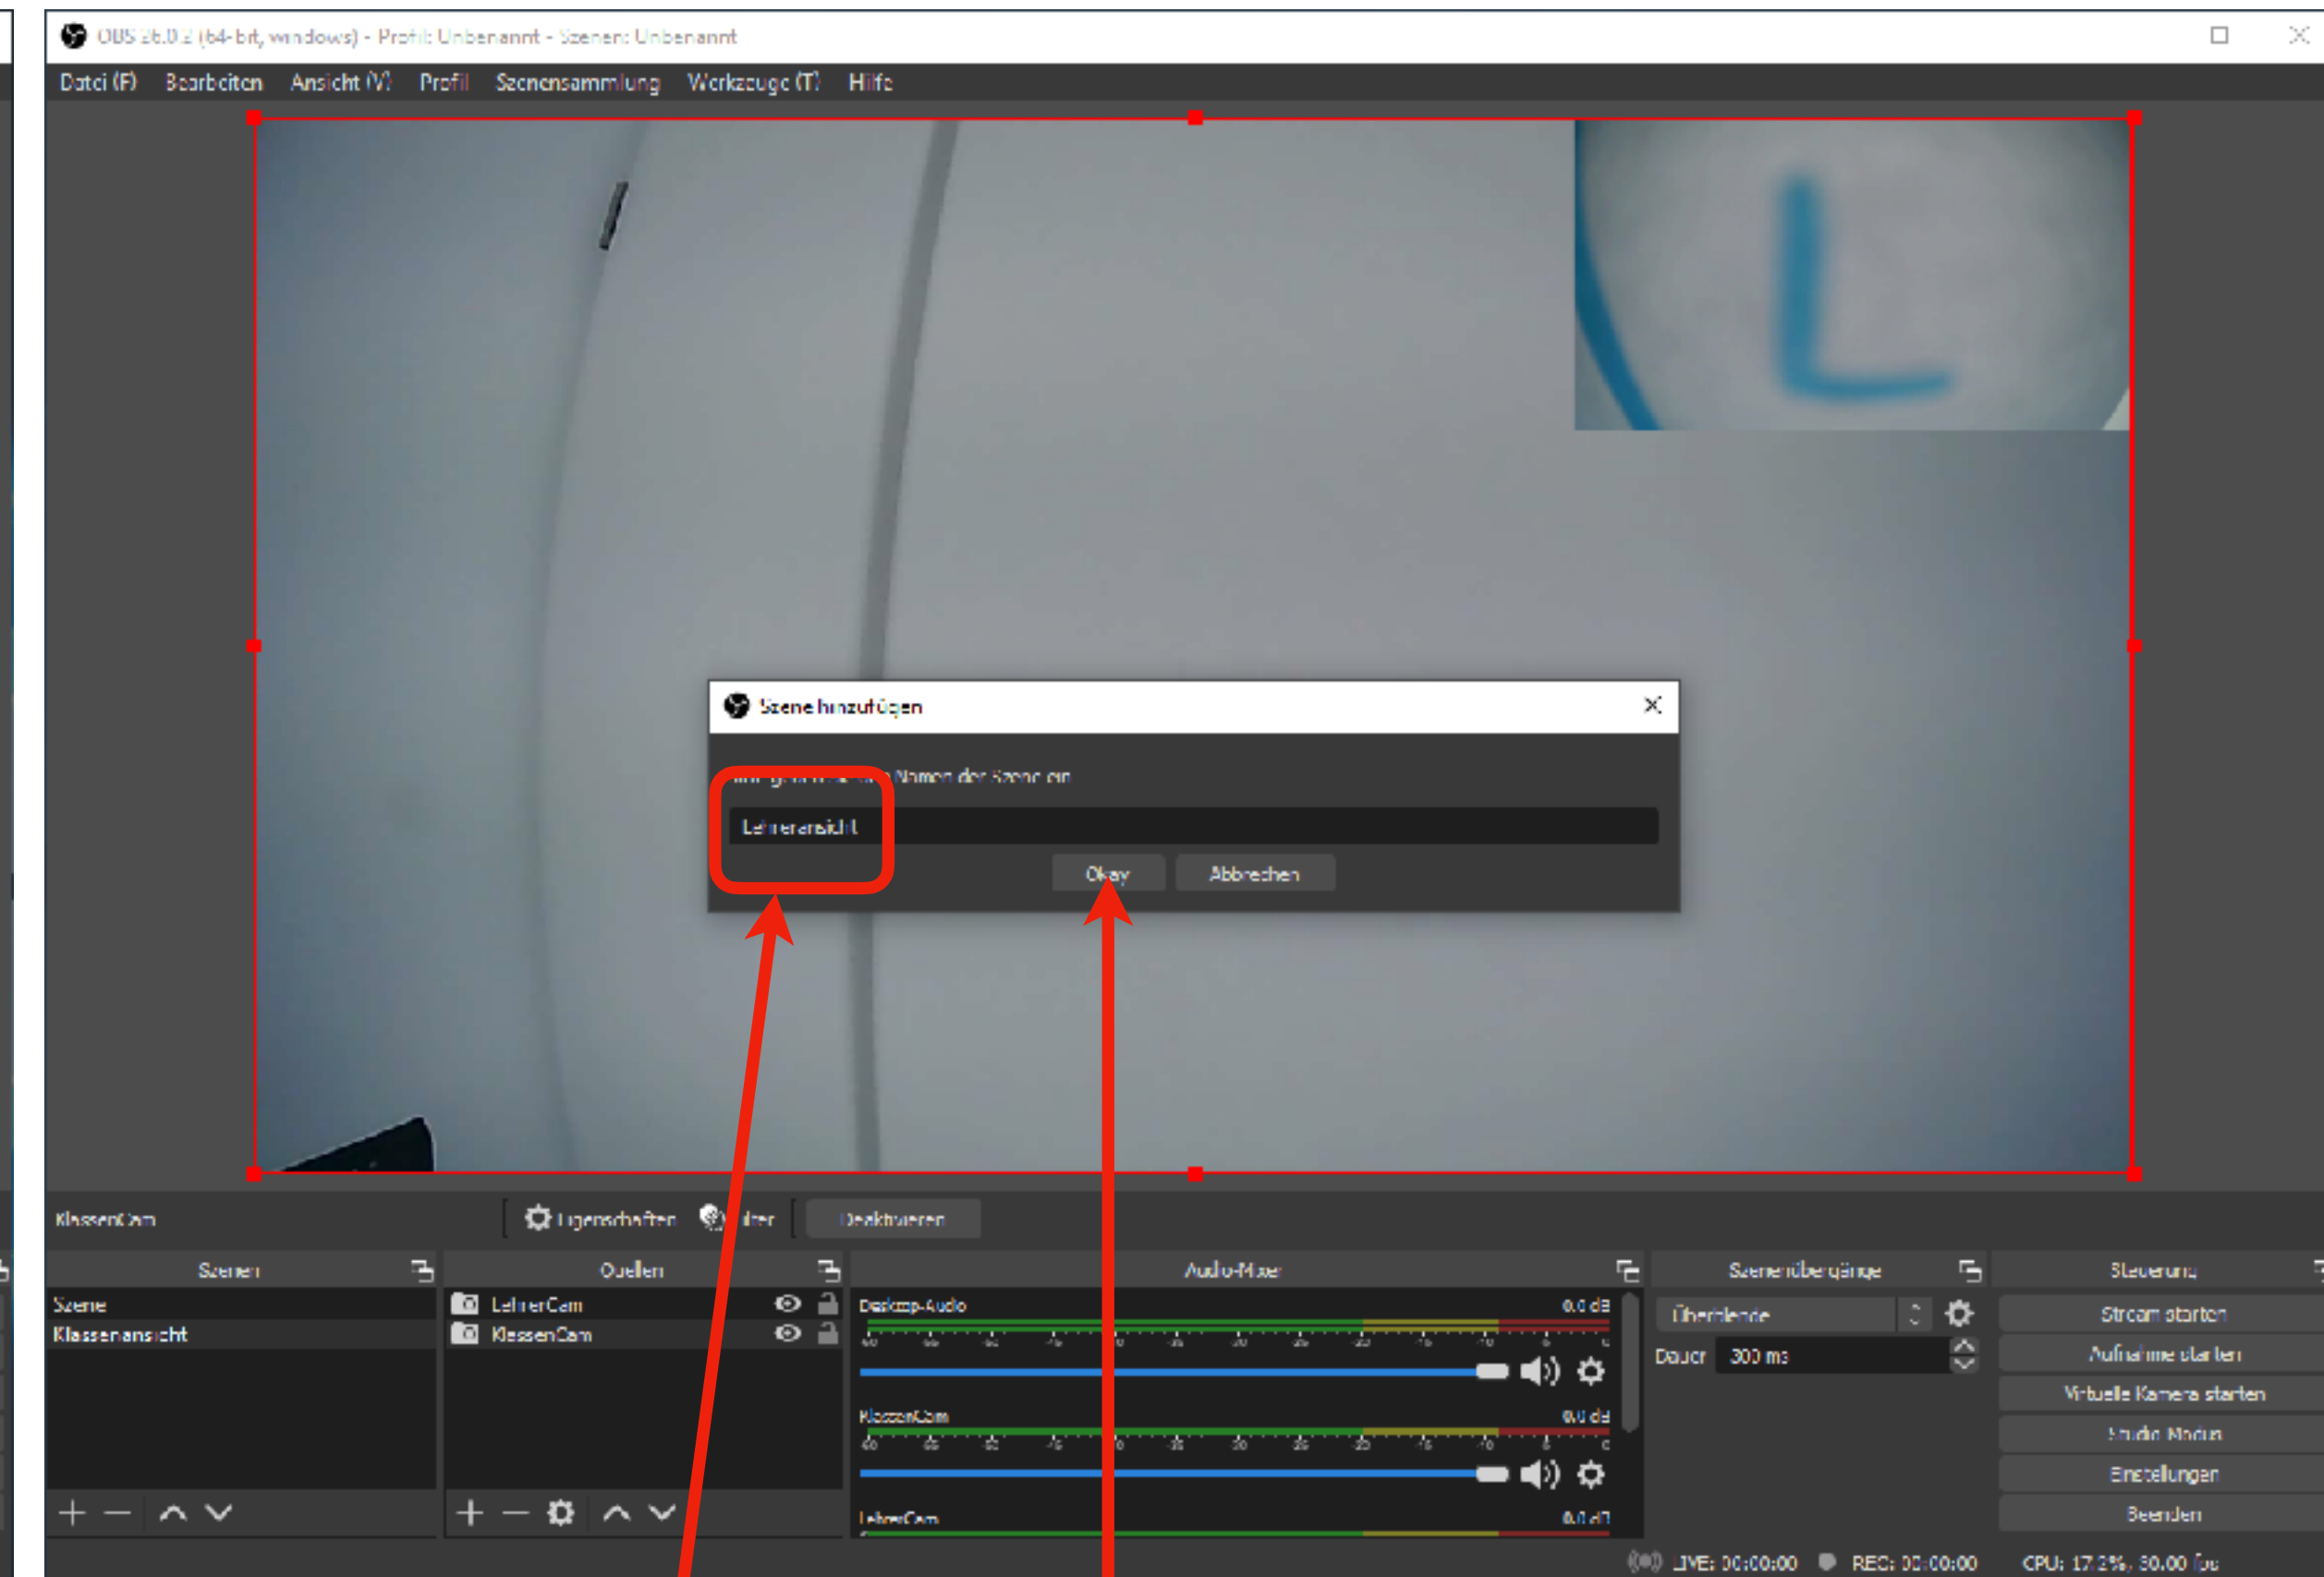 OBS 26.0.2 (64-bit, windows) - Profil: Unbenannt - Szenen: Unbenannt
Datei (F) Bearbeiten Ansicht (V) Profil Szenensammlung Werkzeuge (T) Hilfe
L
Szene hinzufügen
Namen der Szene ein
Lehreransicht
Okay Abbrechen
KlassenCam Eigenschaften Filter Deaktivieren
Szenen Quellen Audio-Mixer Szenenübergänge Steuerung
Szene LehrerCam Desktop-Audio 0.0 dB Überblende Stream starten
Klassenansicht KlassenCam Dauer 300 ms Aufnahme starten
Virtuelle Kamera starten
KlassenCam 0.0 dB
Studio-Modus
Einstellungen
LehrerCam 0.0 dB Beenden
LIVE: 00:00:00 REC: 00:00:00 CPU: 17.2%, 30.00 fps